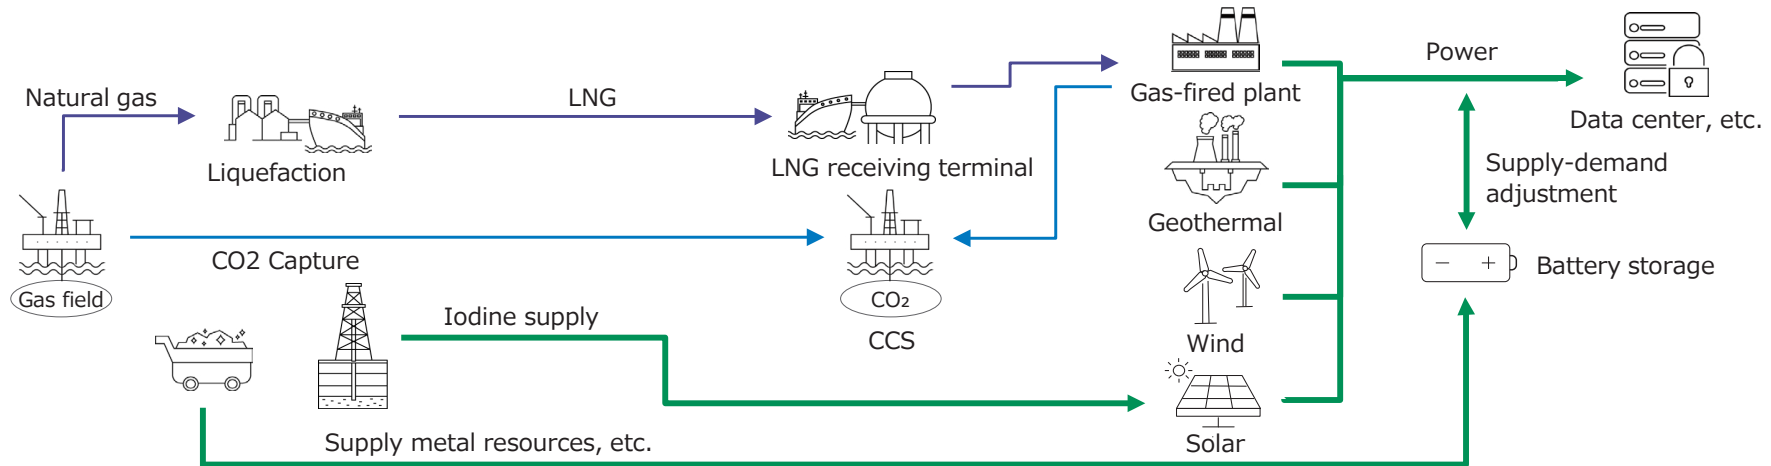 Power
Natural gas
LNG
Gas-fired plant
Data center, etc.
Liquefaction
LNG receiving terminal
Supply-demand
adjustment
Geothermal
CO2 Capture
Battery storage
Gas field
CO₂
Iodine supply
CCS
Wind
Supply metal resources, etc.
Solar